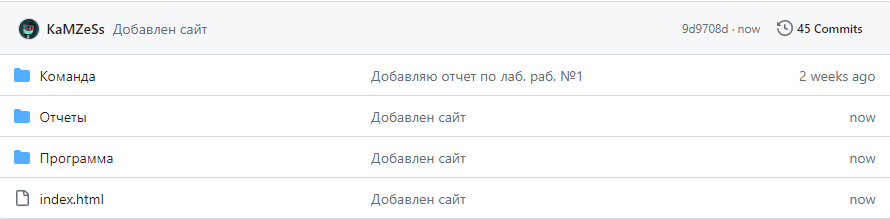 KaMZeSs Добавлен сайт 9d9708d · now 45 Commits
Команда Добавляю отчет по лаб. раб. №1 2 weeks ago
Отчеты Добавлен сайт now
Программа Добавлен сайт now
index.html Добавлен сайт now